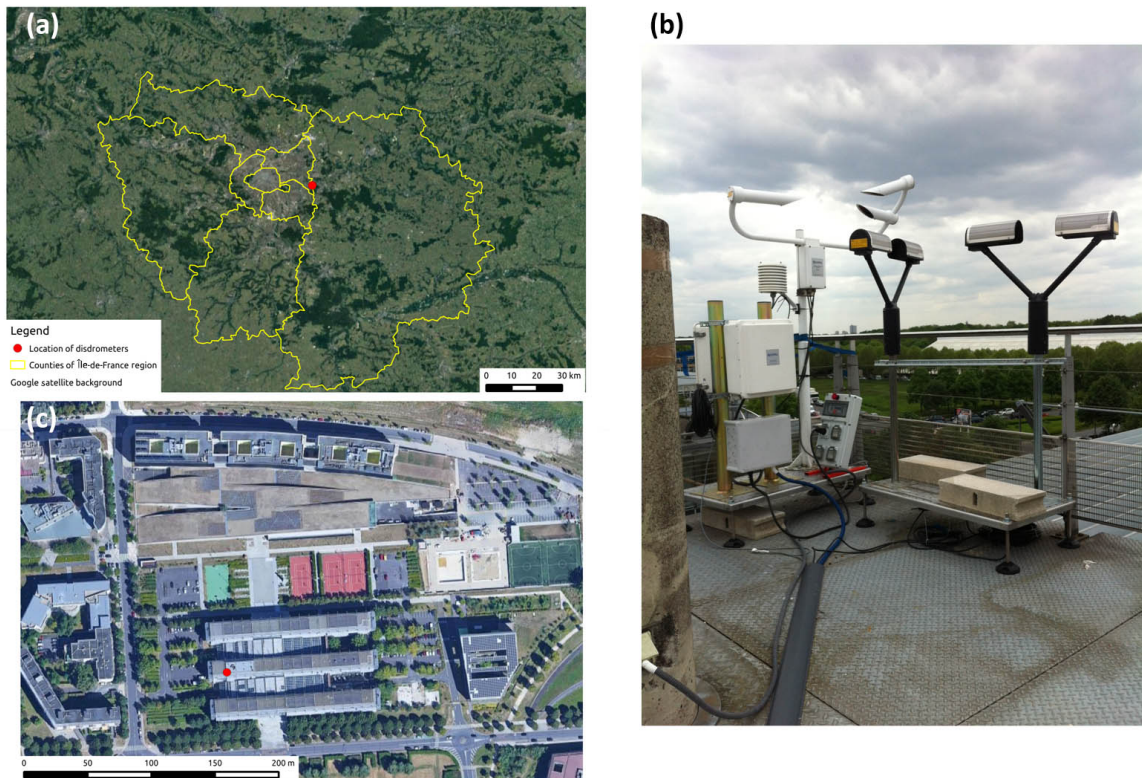 (a)
Legend
Location of disdrometers
Counties of Île-de-France region
Google satellite background
0 10 20 30 km
(b)
(c)
0 50 100 150 200 m